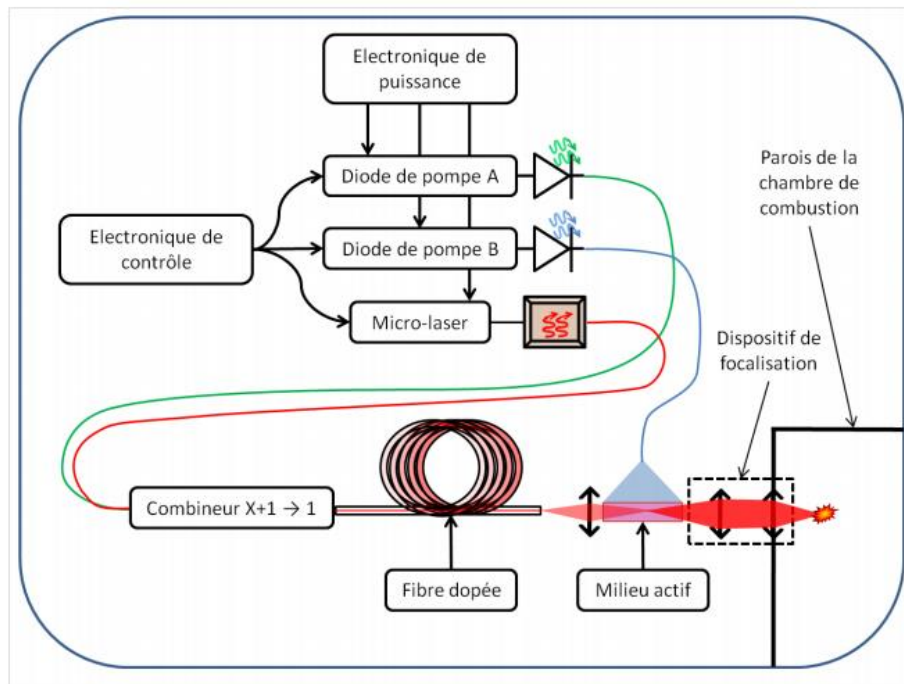 Electronique de
puissance
Parois de la
chambre de
combustion
Diode de pompe A
Electronique de
contrôle
Diode de pompe B
Micro-laser
Dispositif de
focalisation
Combineur X+1 → 1
Fibre dopée
Milieu actif